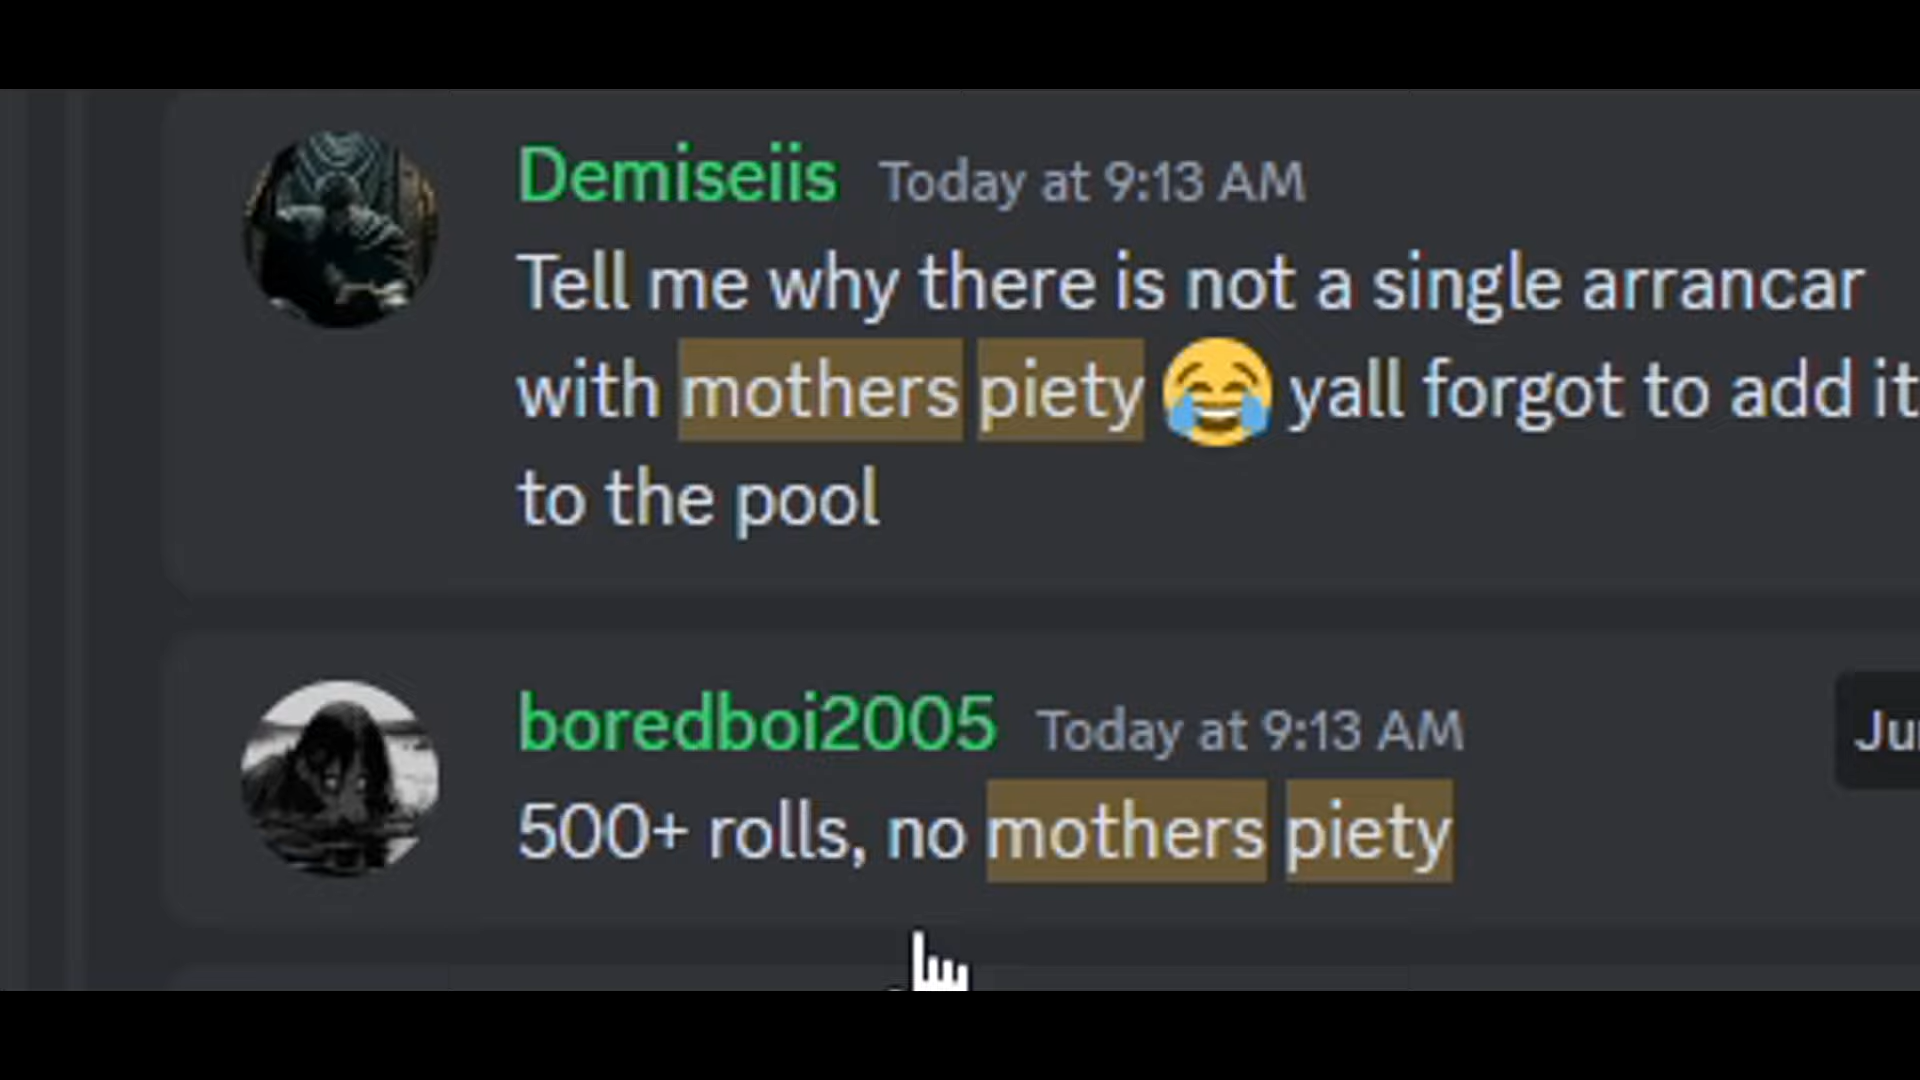 Demiseiis Today at 9:13 AM
Tell me why there is not a single arrancar
with mothers piety 😂 yall forgot to add it
to the pool
boredboi2005 Today at 9:13 AM
500+ rolls, no mothers piety